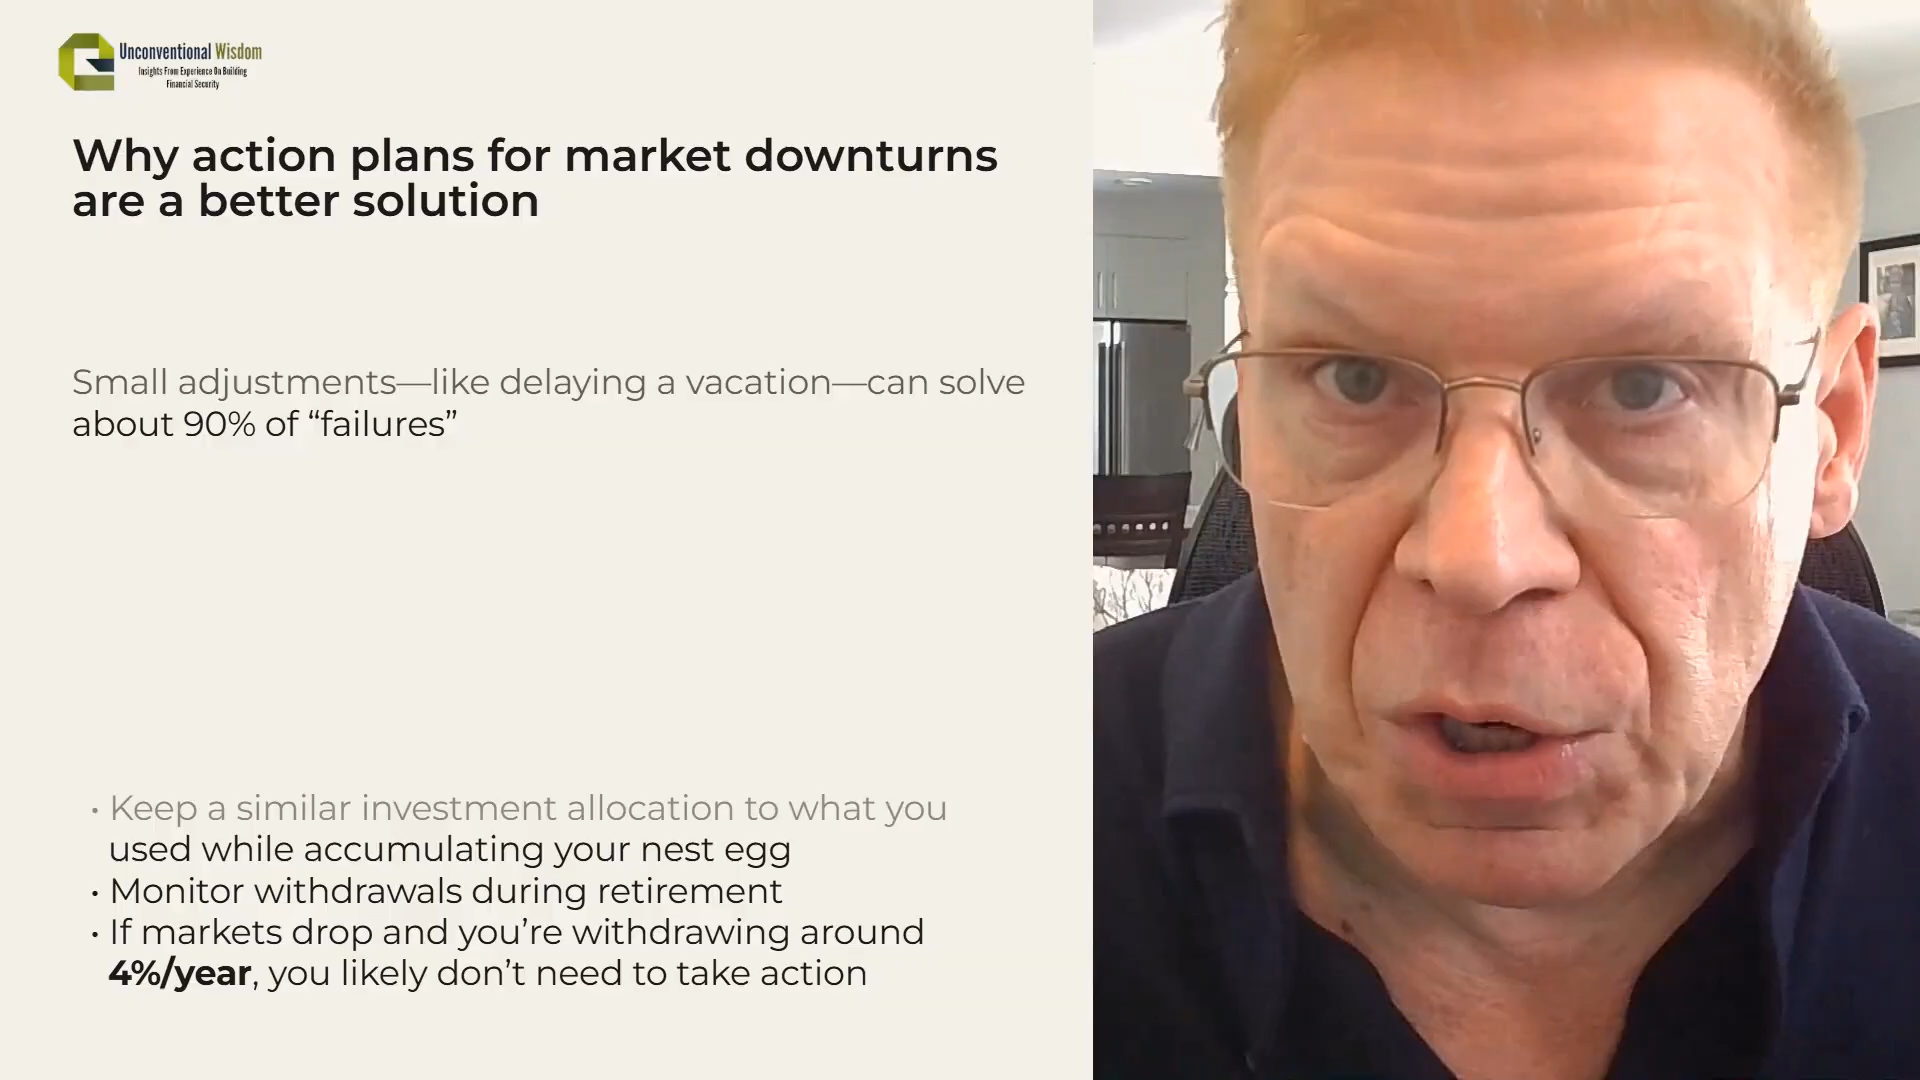 Unconventional Wisdom
Insights From Experience On Building
Financial Security
Why action plans for market downturns
are a better solution
Small adjustments—like delaying a vacation—can solve
about 90% of “failures”
• Keep a similar investment allocation to what you
used while accumulating your nest egg
• Monitor withdrawals during retirement
• If markets drop and you’re withdrawing around
4%/year, you likely don’t need to take action